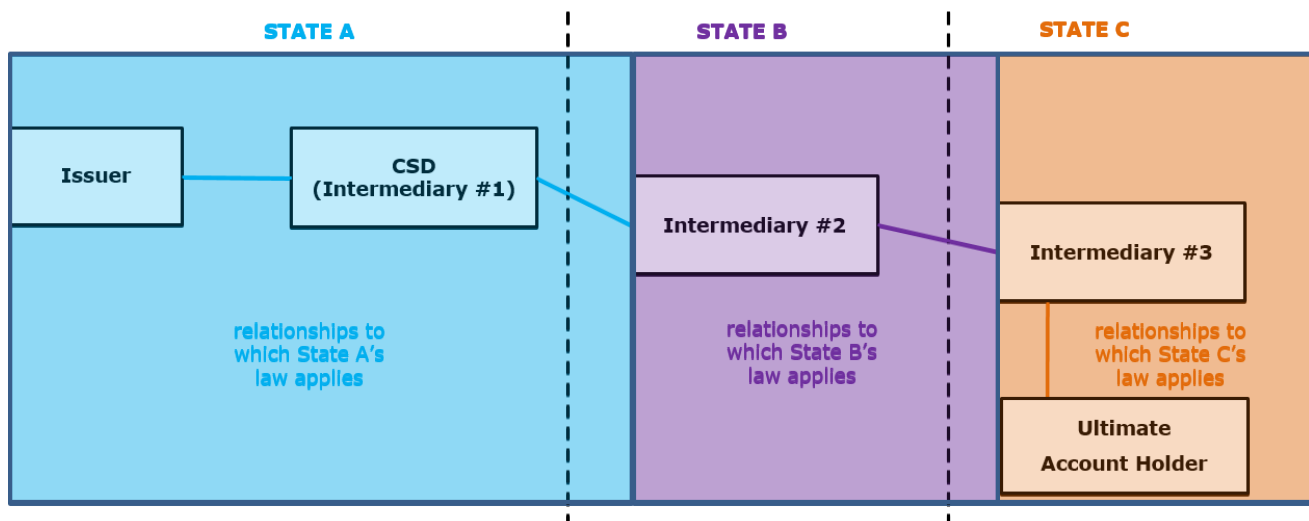 STATE A
STATE B
STATE C
Issuer
CSD
(Intermediary #1)
Intermediary #2
Intermediary #3
relationships to
which State A's
law applies
relationships to
which State B's
law applies
relationships to
which State C's
law applies
Ultimate
Account Holder